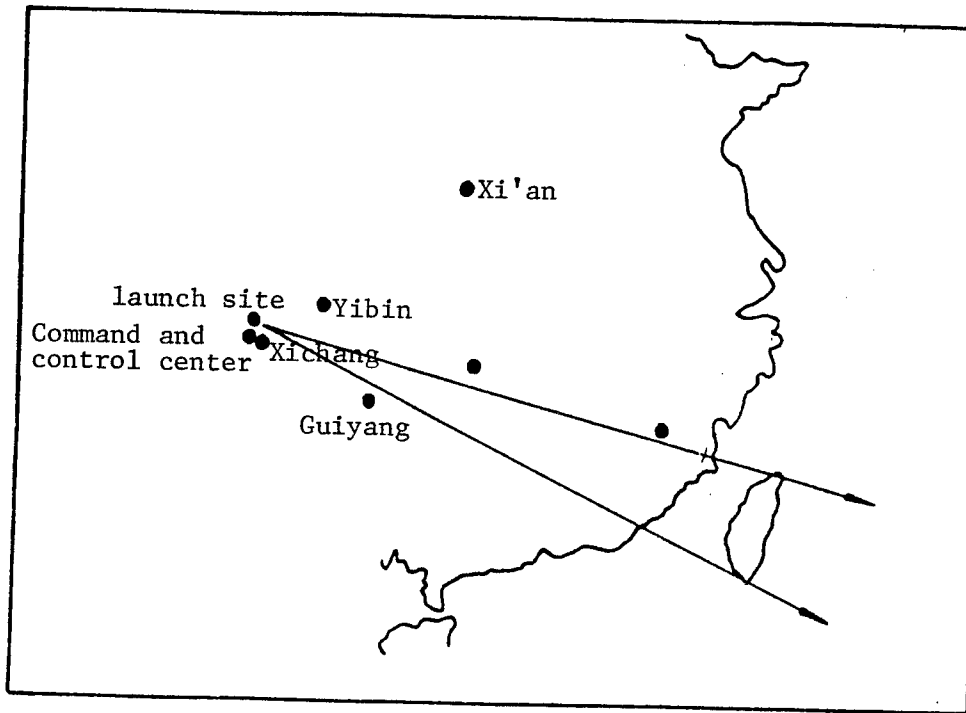 Xi'an
launch site
Yibin
Command and
control center
Xichang
Guiyang